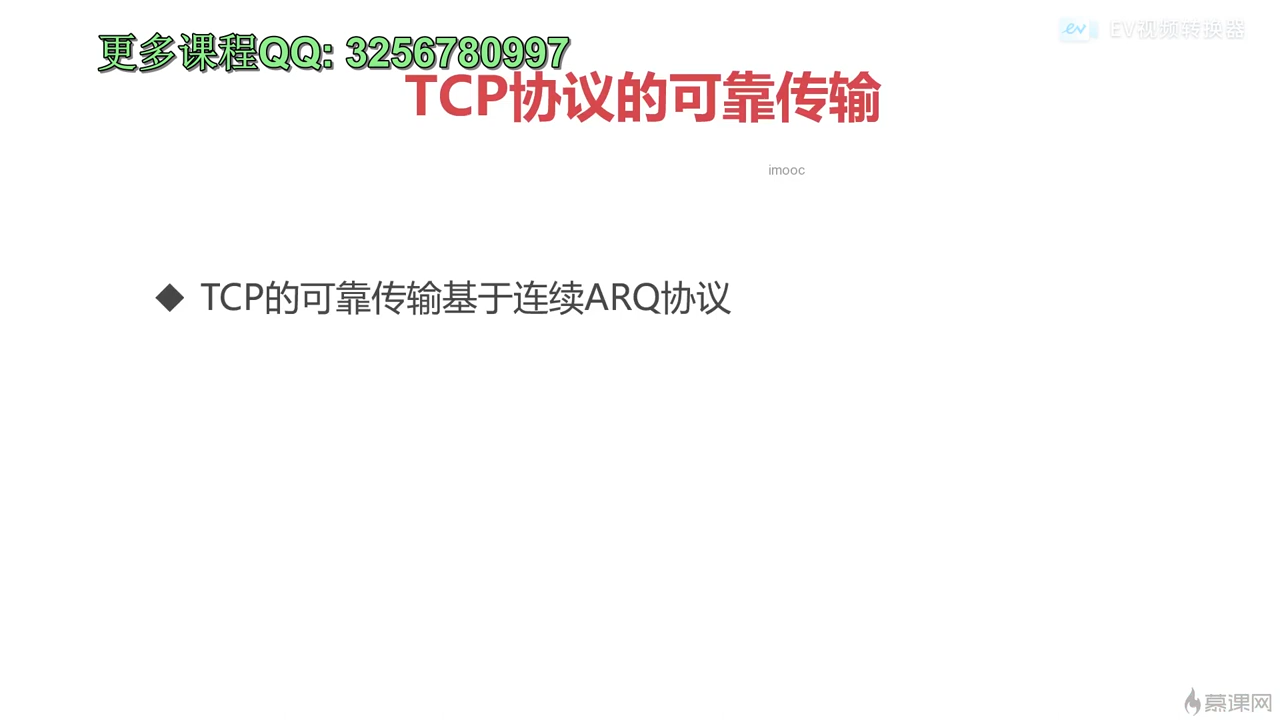 更多课程QQ: 3256780997
EV视频转换器
TCP协议的可靠传输
imooc
◆ TCP的可靠传输基于连续ARQ协议
慕课网